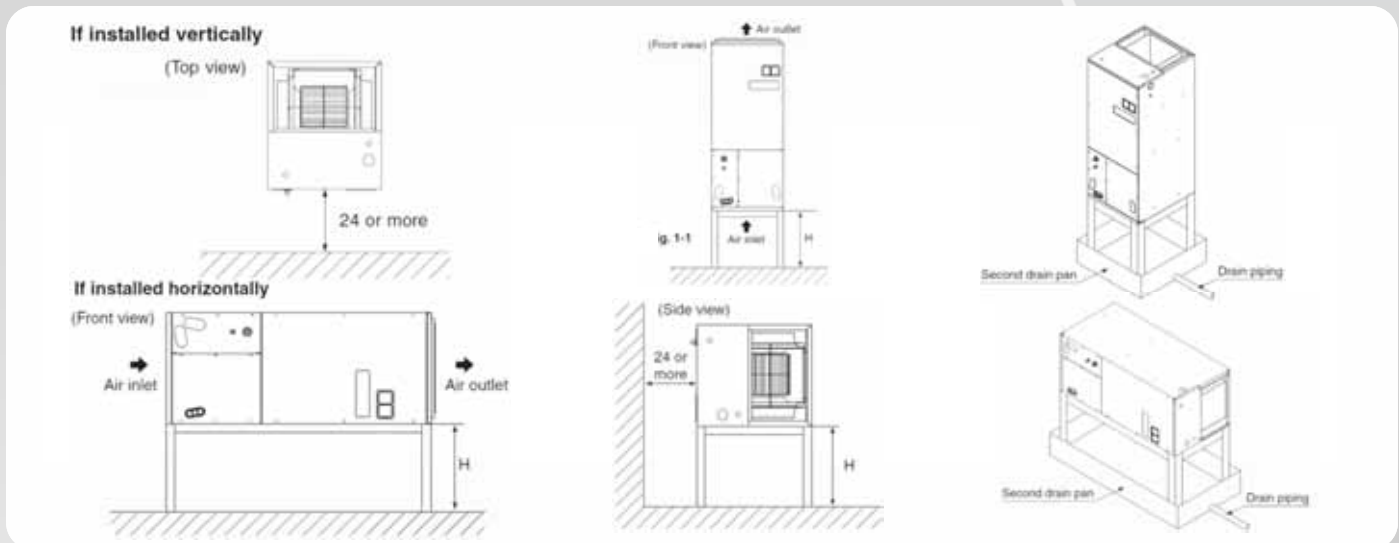 If installed vertically
(Top view)
24 or more
(Front view)
Air outlet
ig. 1-1
Air inlet
H
Second drain pan
Drain piping
If installed horizontally
(Front view)
Air inlet
Air outlet
H
(Side view)
24 or
more
H
Second drain pan
Drain piping